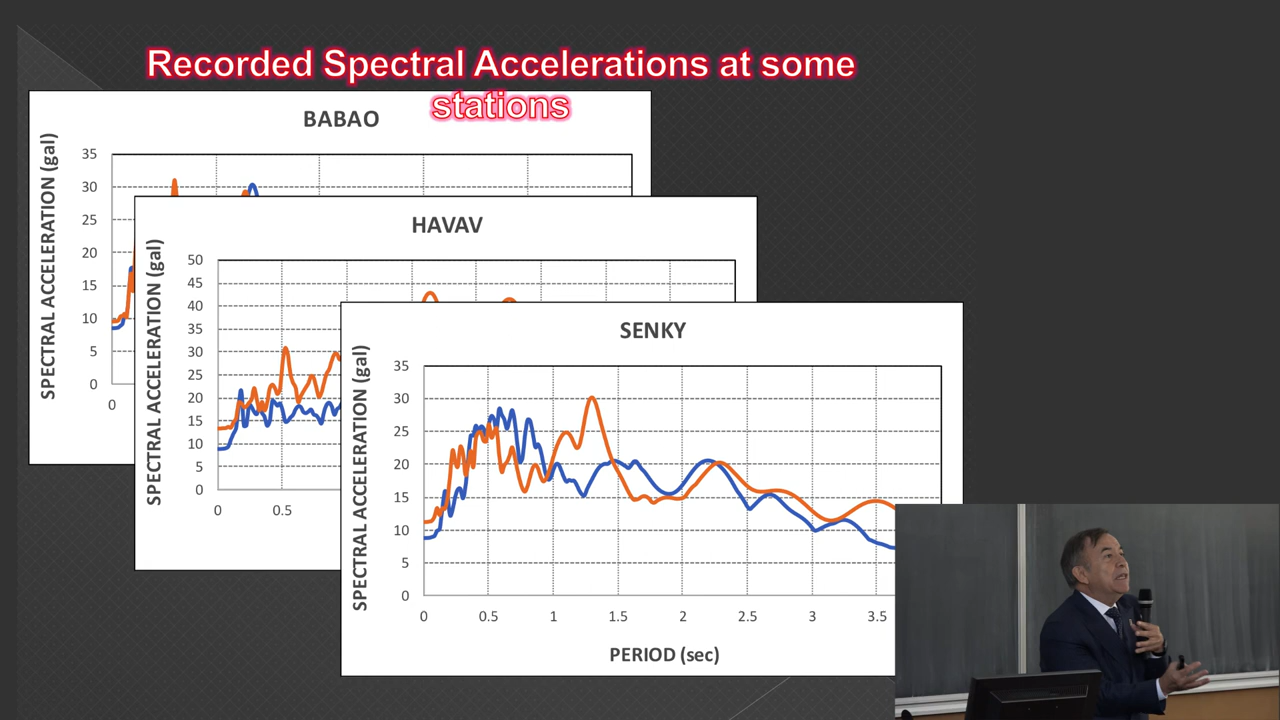 Recorded Spectral Accelerations at some
stations
BABAO
SPECTRAL ACCELERATION (gal)
35
30
25
20
15
10
5
0
0
HAVAV
SPECTRAL ACCELERATION (gal)
50
45
40
35
30
25
20
15
10
5
0
0 0.5
SENKY
SPECTRAL ACCELERATION (gal)
35
30
25
20
15
10
5
0
0 0.5 1 1.5 2 2.5 3 3.5
PERIOD (sec)